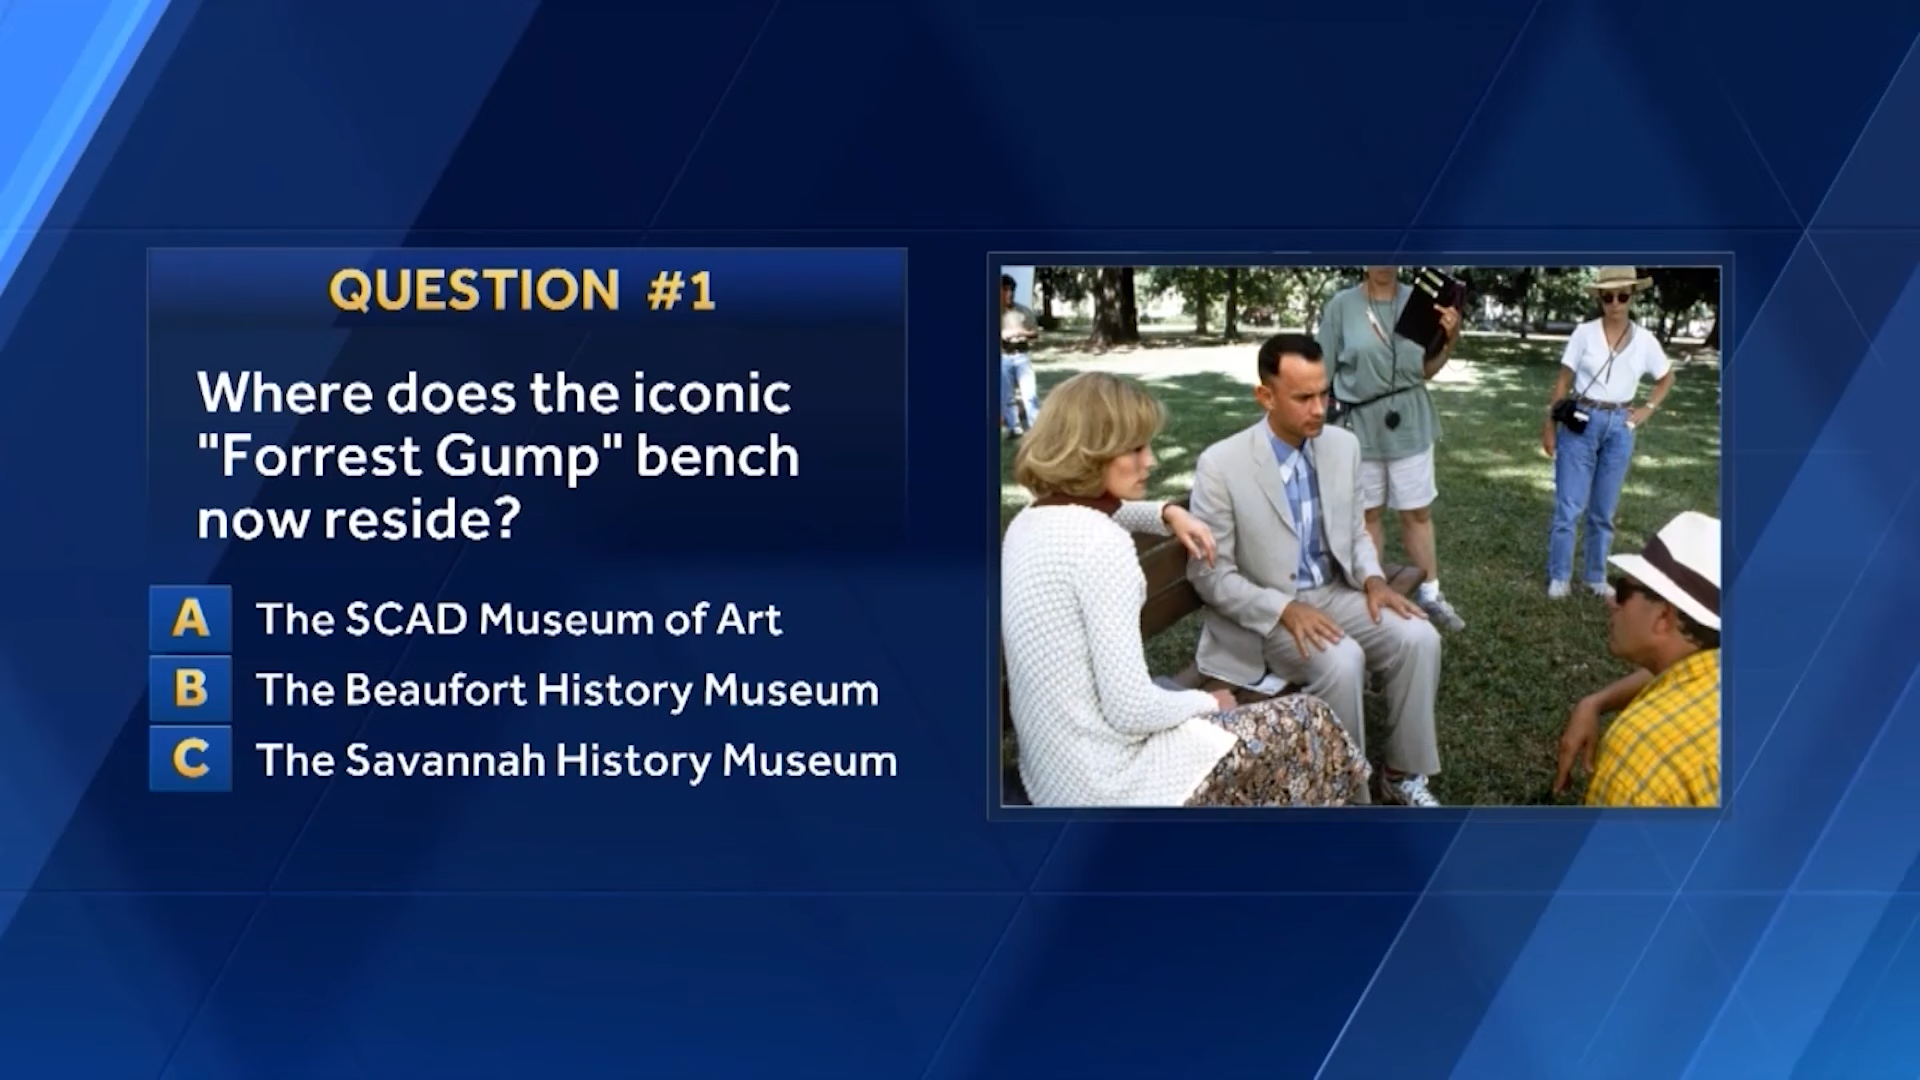 QUESTION #1
Where does the iconic
"Forrest Gump" bench
now reside?
A The SCAD Museum of Art
B The Beaufort History Museum
C The Savannah History Museum